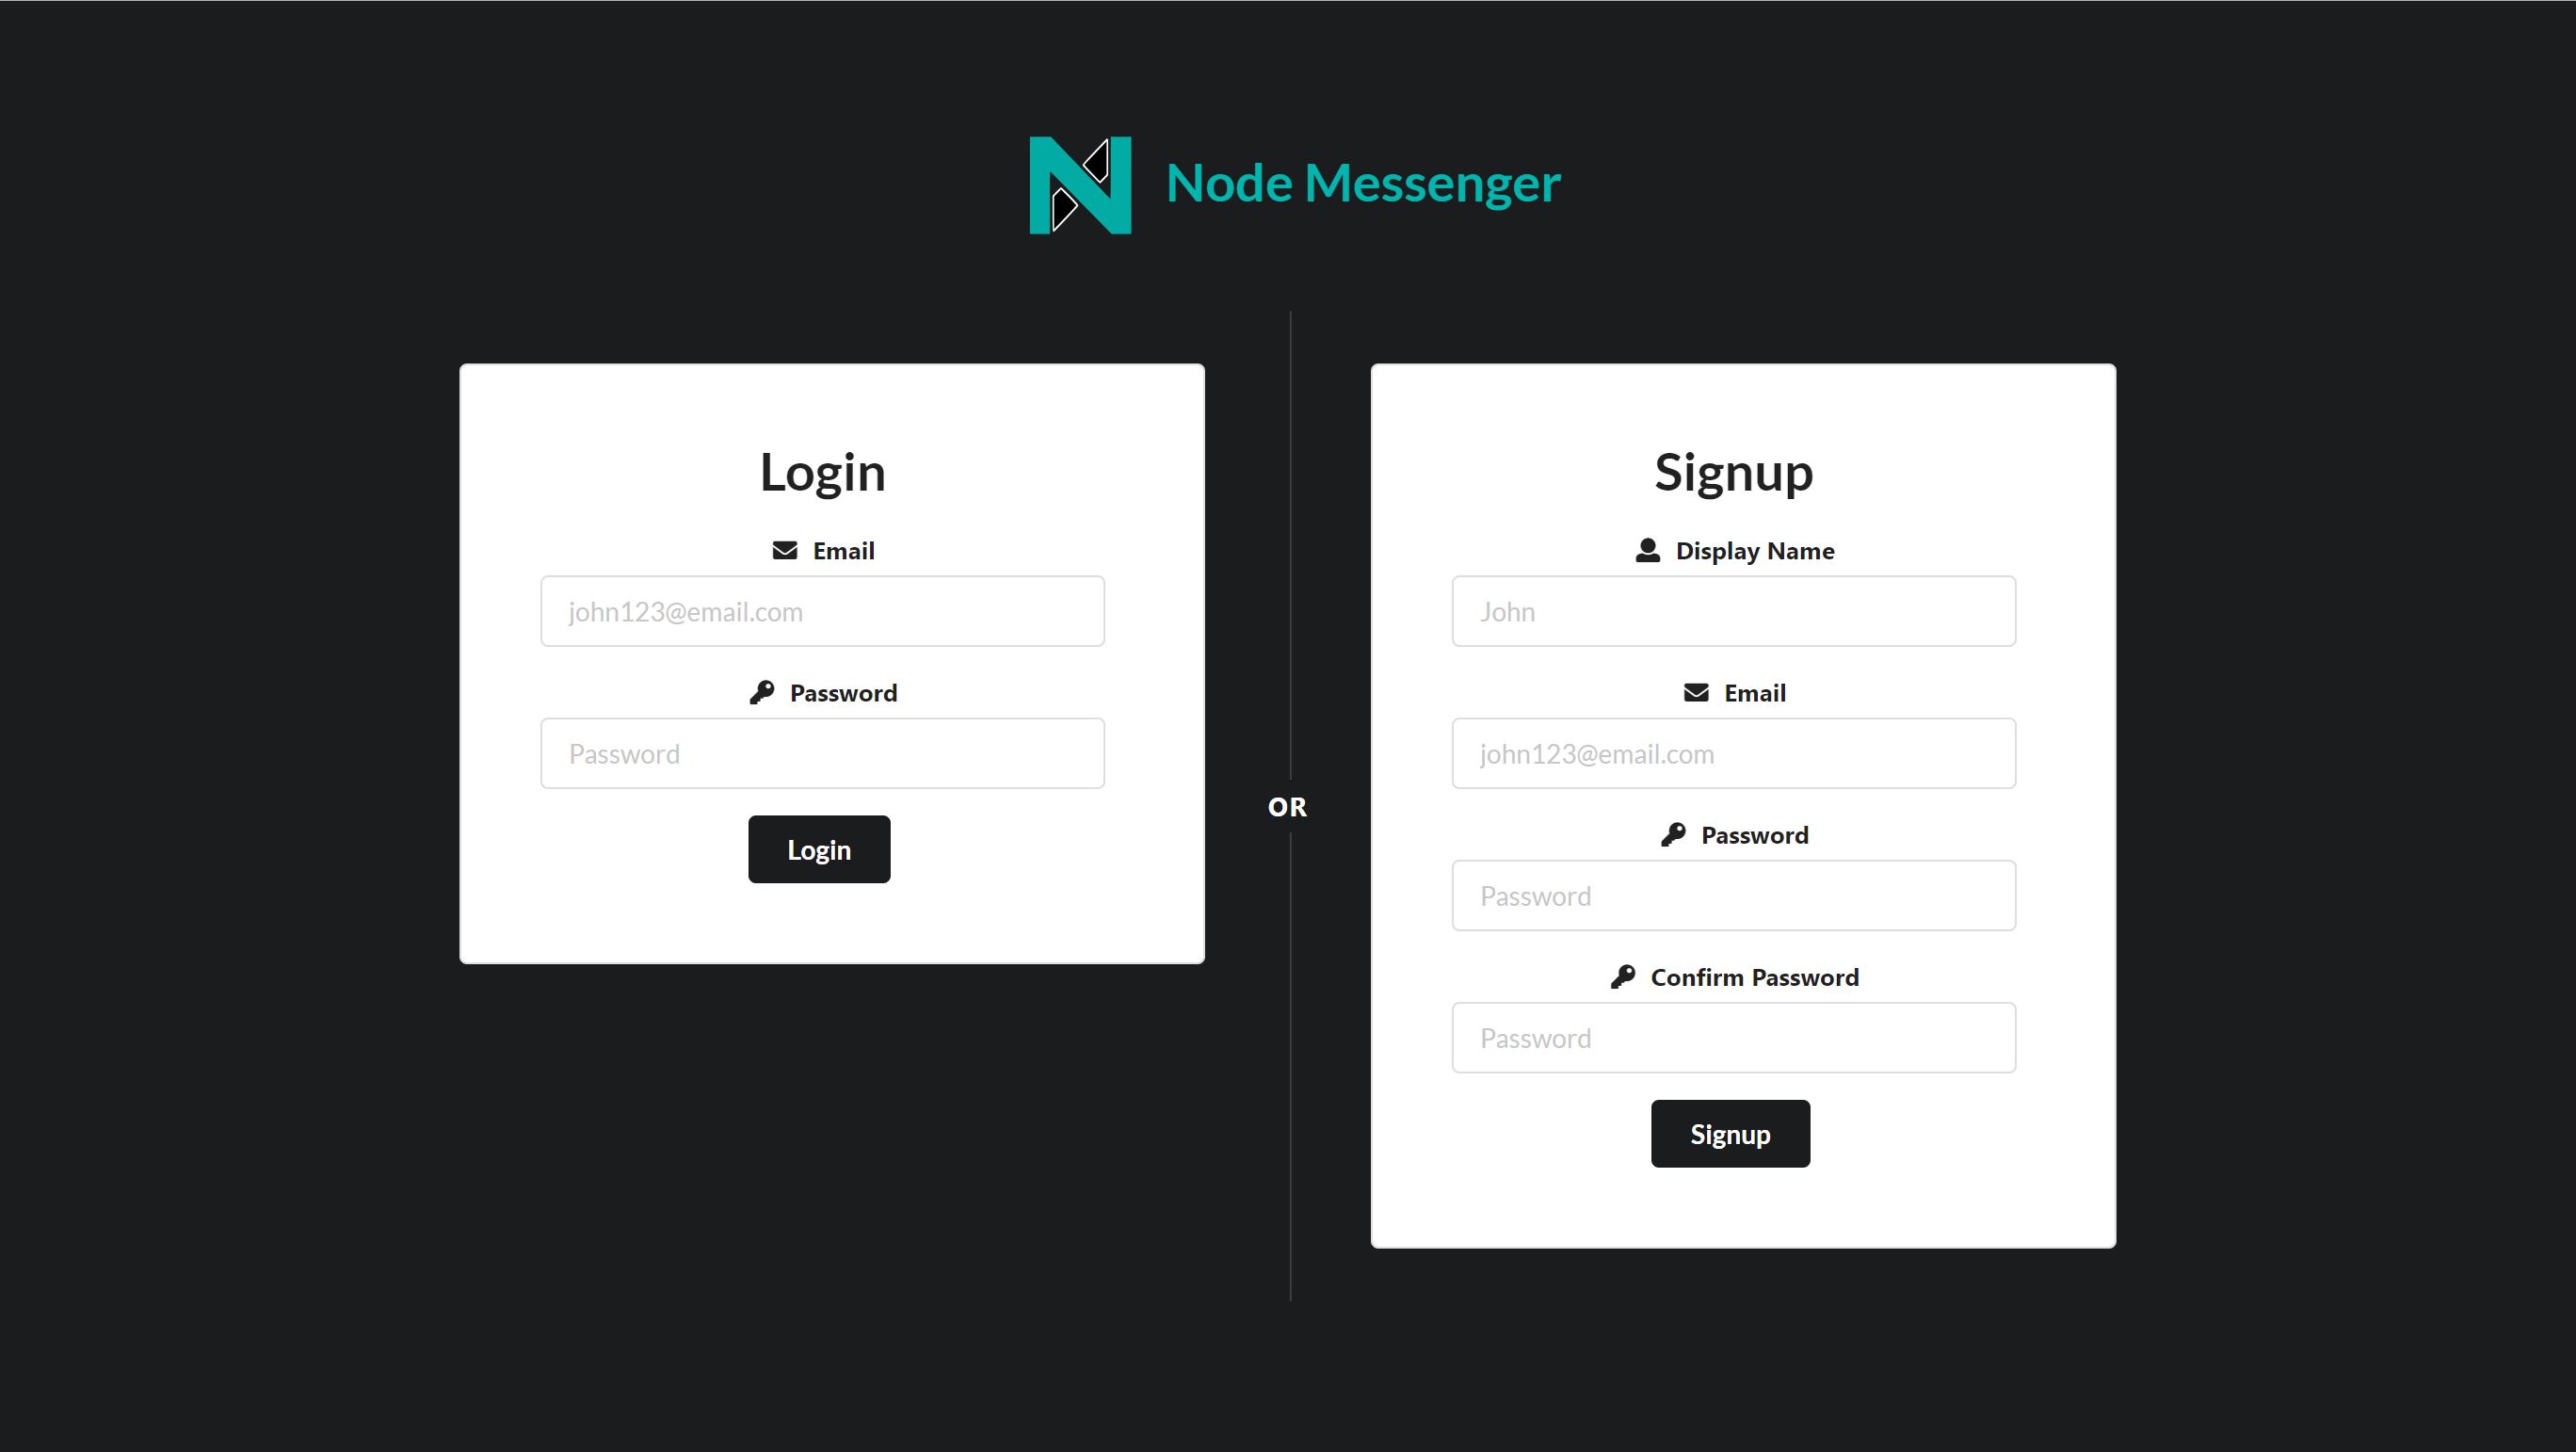 Node Messenger
Login
Email
john123@email.com
Password
Password
Login
OR
Signup
Display Name
John
Email
john123@email.com
Password
Password
Confirm Password
Password
Signup